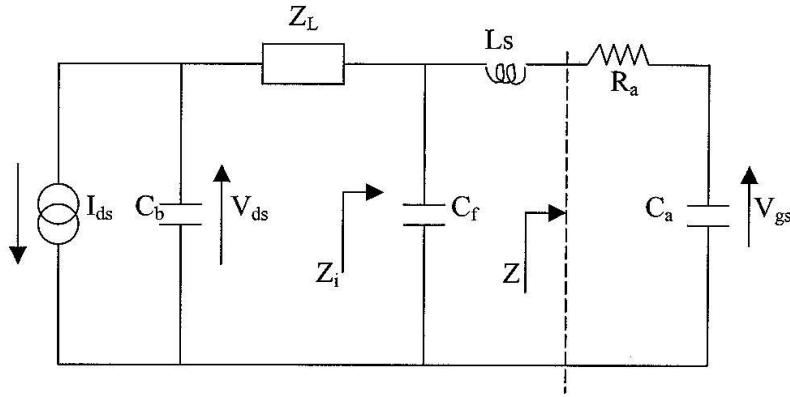 Z_L
Ls
R_a
I_ds
C_b
V_ds
Z_i
C_f
Z
C_a
V_gs